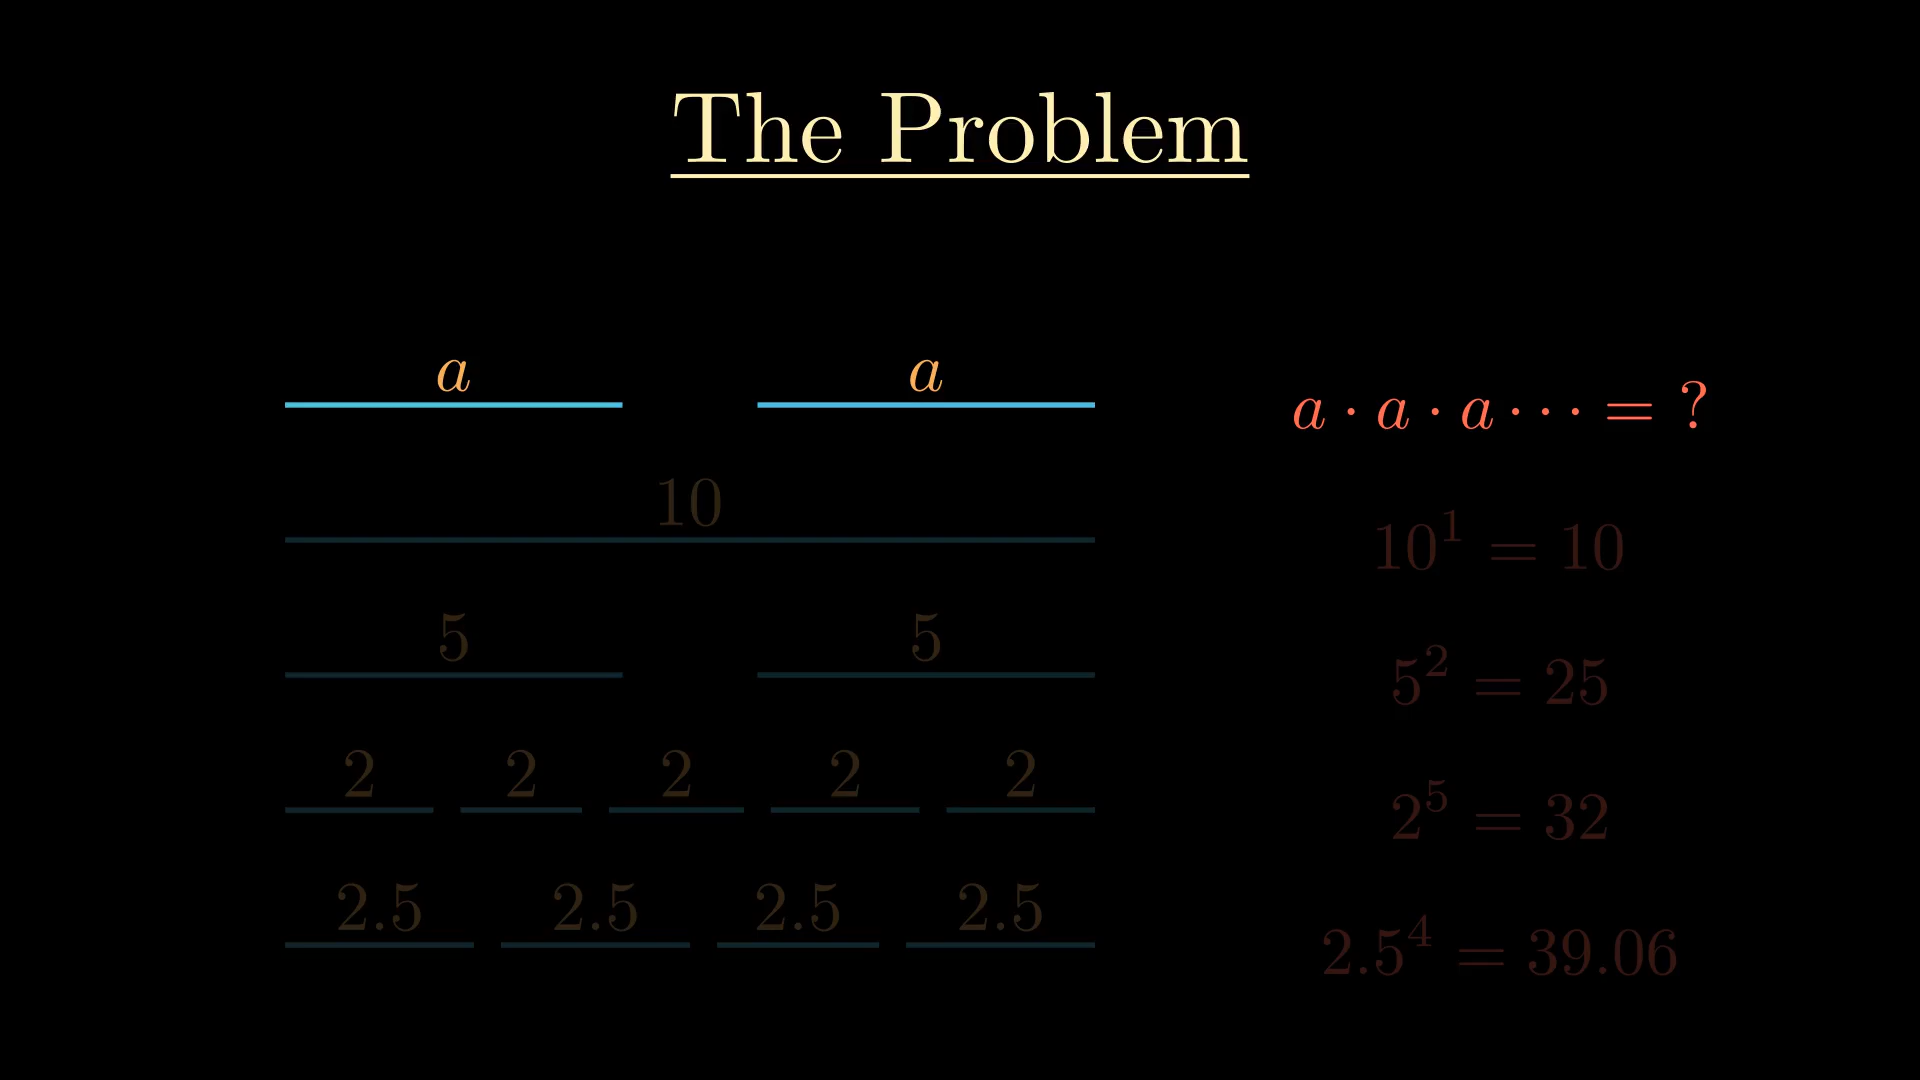 The Problem
a a
a · a · a · · · = ?
10
10¹ = 10
5 5
5² = 25
2 2 2 2 2
2⁵ = 32
2.5 2.5 2.5 2.5
2.5⁴ = 39.06